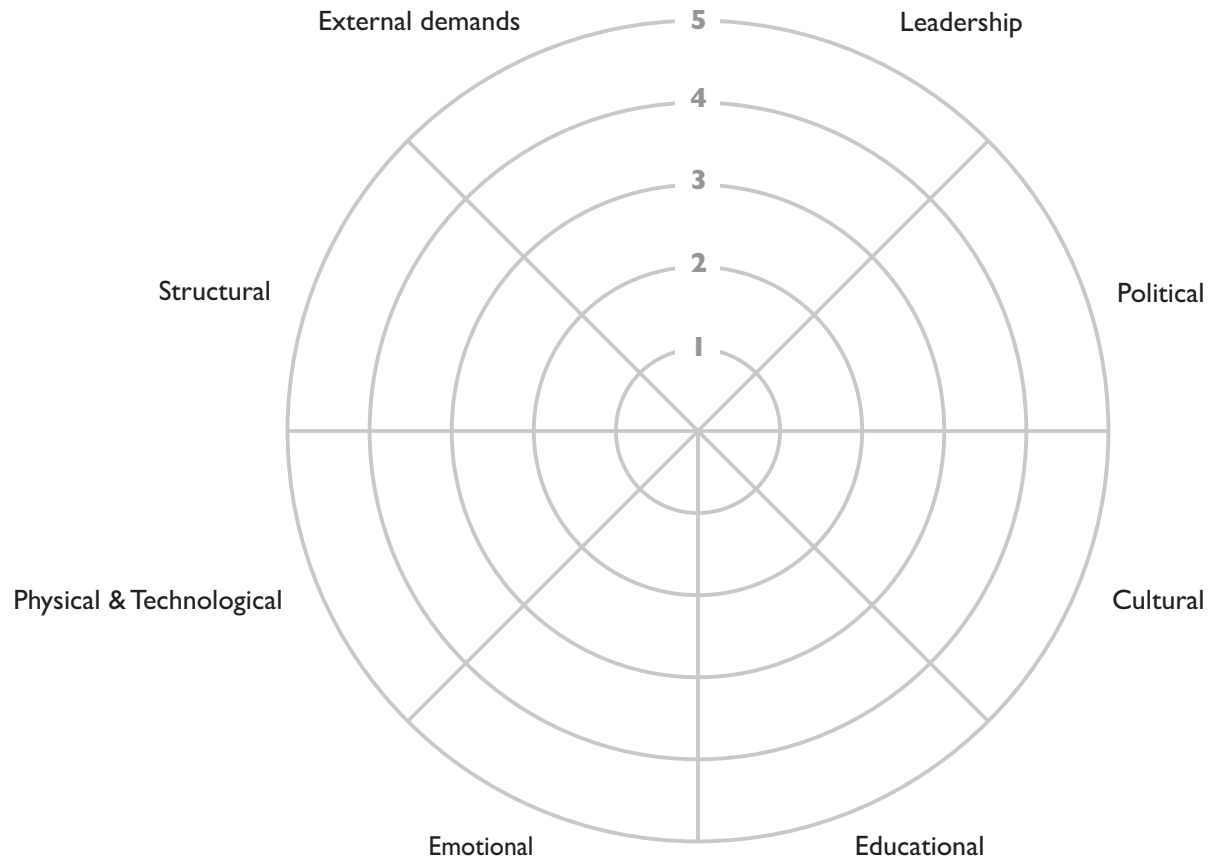 External demands
5
Leadership
4
3
2
Structural
Political
1
Physical & Technological
Cultural
Emotional
Educational